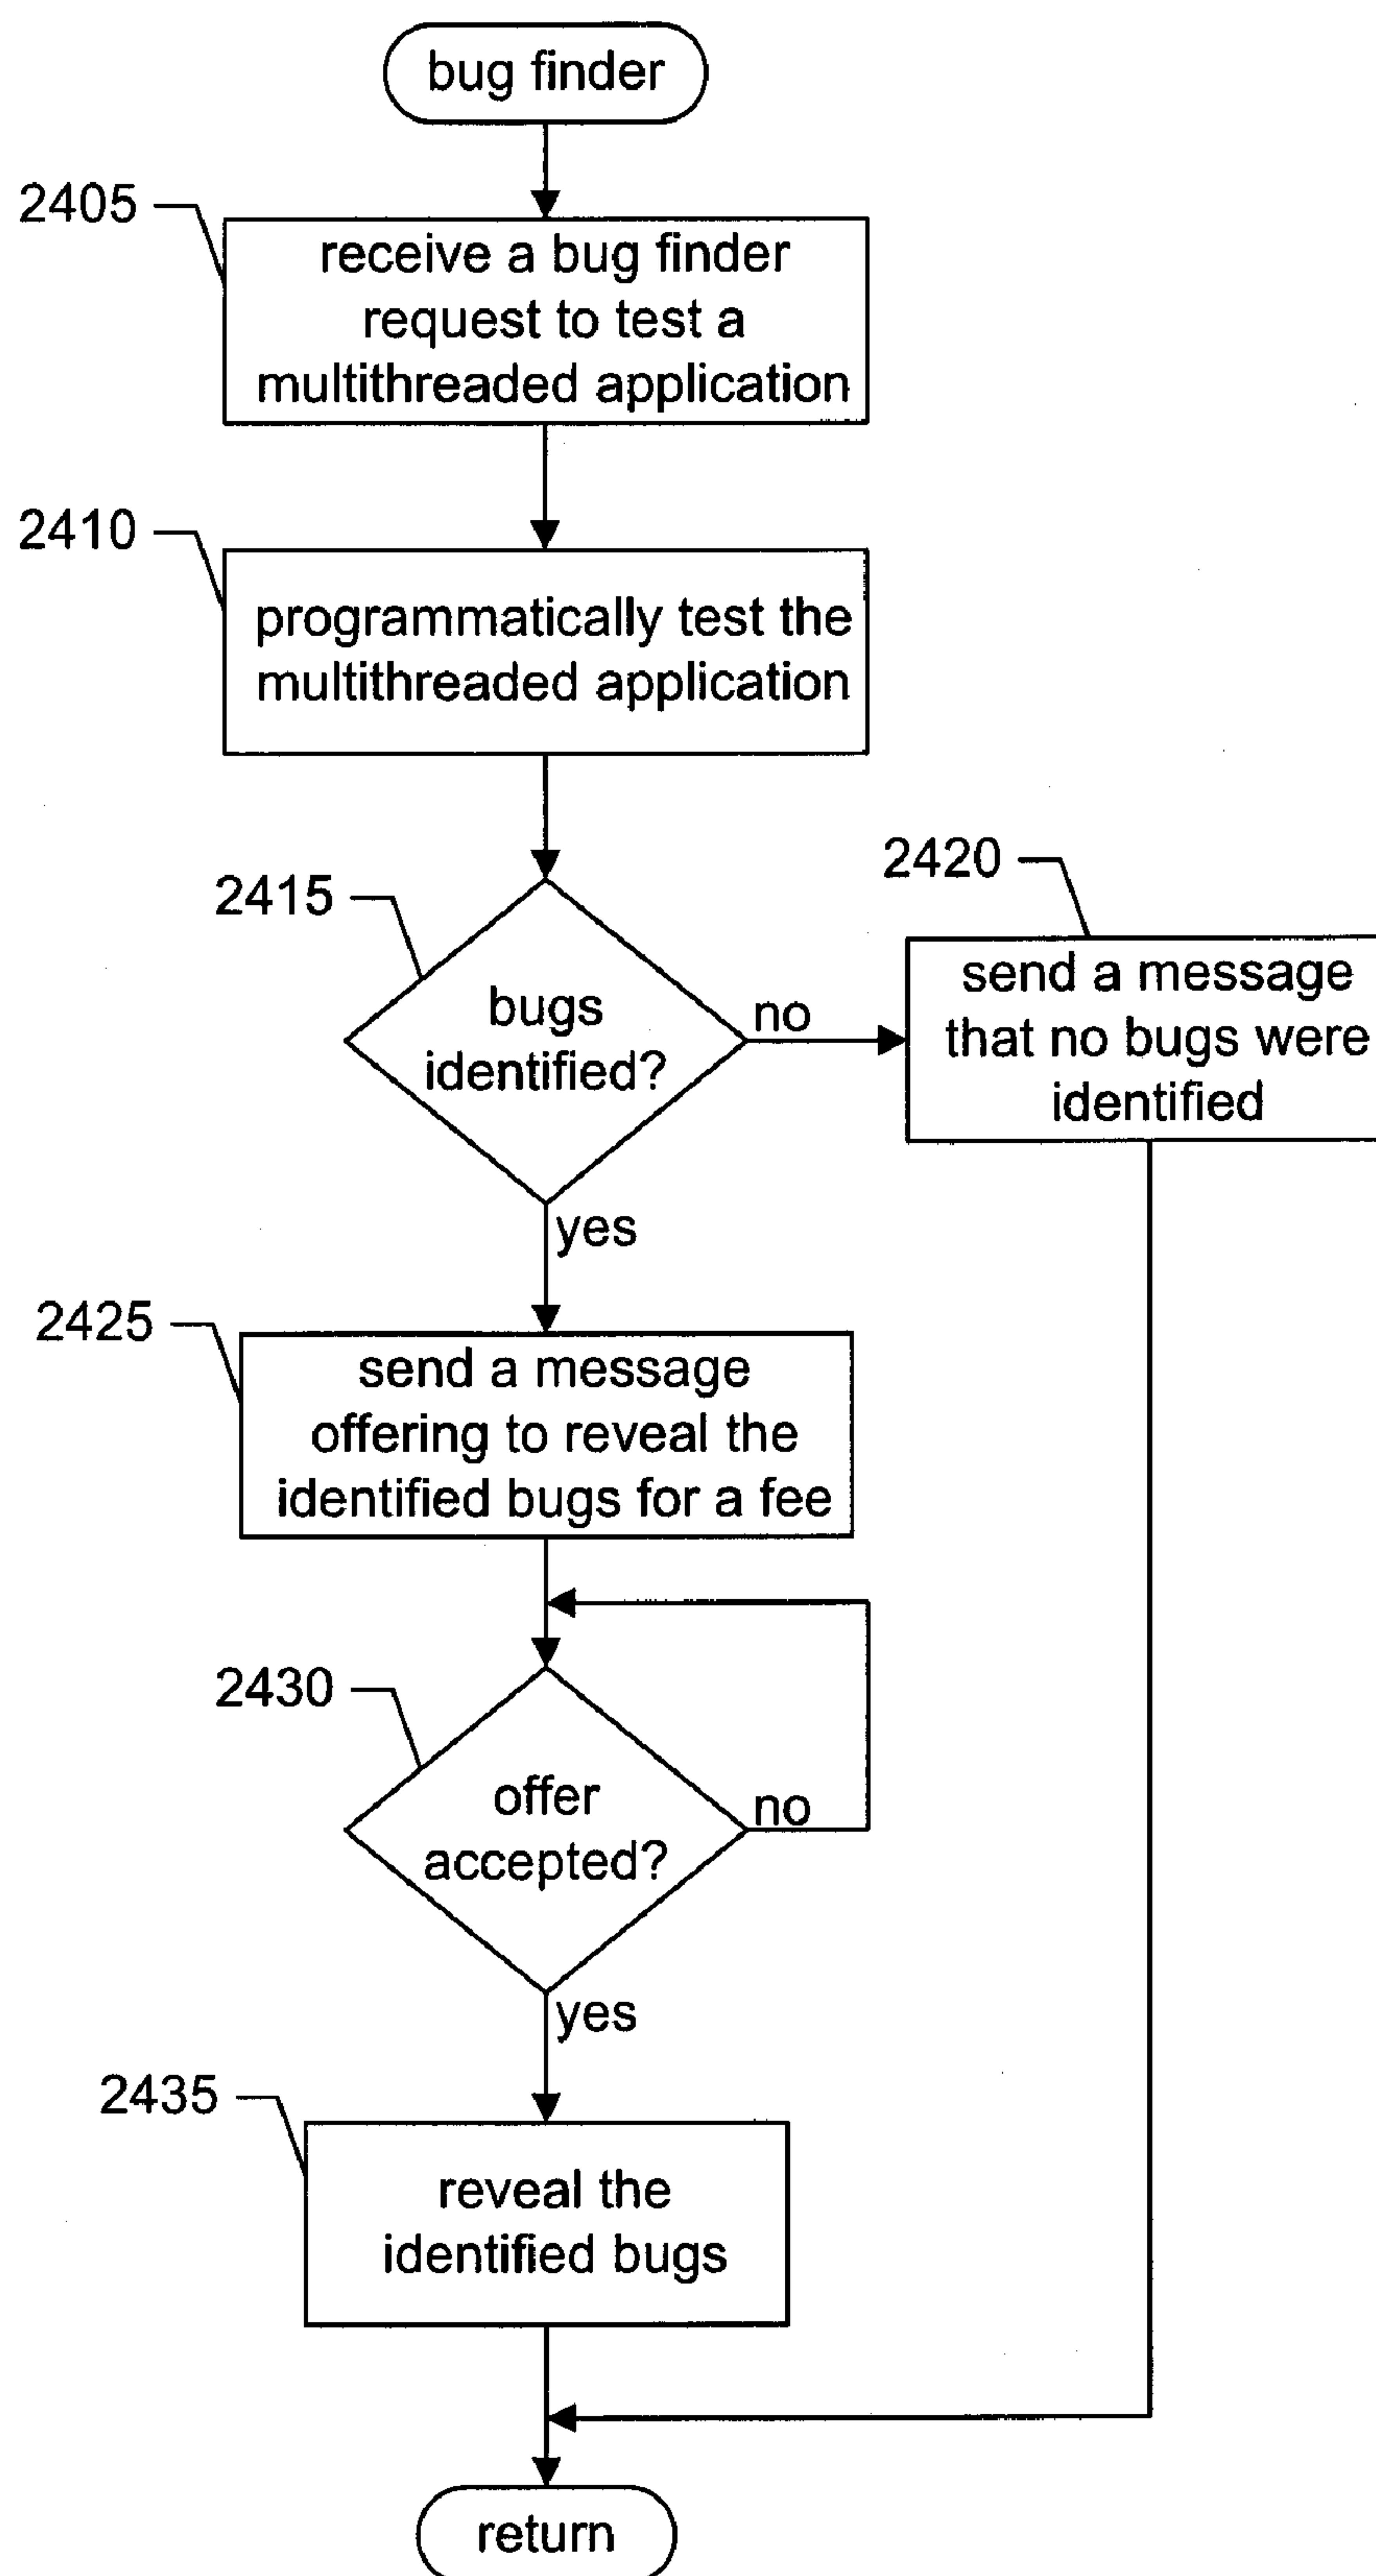 bug finder
2405
receive a bug finder
request to test a
multithreaded application
2410
programmatically test the
multithreaded application
2415
bugs
identified?
no
2420
send a message
that no bugs were
identified
yes
2425
send a message
offering to reveal the
identified bugs for a fee
2430
offer
accepted?
no
yes
2435
reveal the
identified bugs
return